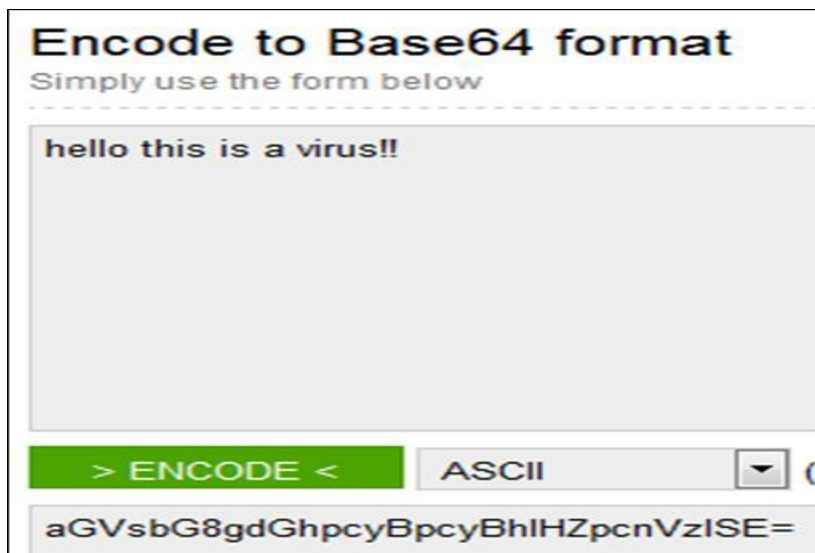 Encode to Base64 format
Simply use the form below
hello this is a virus!!
> ENCODE < ASCII (
aGVsbG8gdGhpcyBpcyBhIHZpcnVzISE=